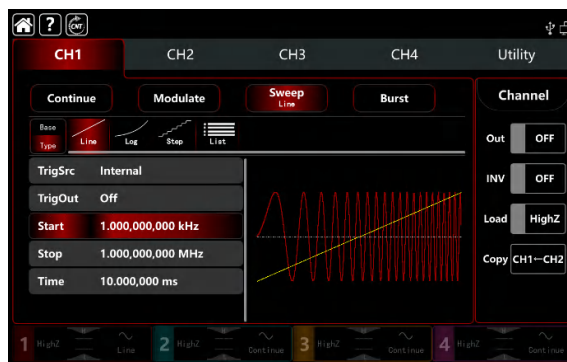 ? CNT
CH1 CH2 CH3 CH4 Utility
Continue Modulate Sweep Burst Channel
Line
Base
Type Line Log Step List
Out OFF
TrigSrc Internal
INV OFF
TrigOut Off
Load HighZ
Start 1.000,000,000 kHz
Stop 1.000,000,000 MHz
Copy CH1←CH2
Time 10.000,000 ms
1 HighZ Line 2 HighZ Continue 3 HighZ Continue 4 HighZ Continue